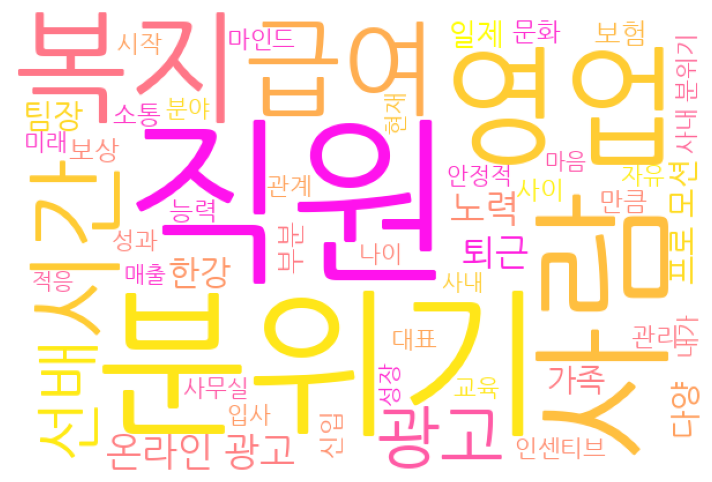 복지
시작
급여
마인드
영업
일제
문화
보험
팀장
소통
분야
현재
사내 분위기
미래
보상
직원
시간
관계
안정적
마음
사이
자유
만큼
프로모션
능력
노력
사람
성과
부분
나이
퇴근
적응
매출
한강
사내
분위기
대표
관리
내가
선배
사무실
성장
교육
가족
다양
입사
신입
광고
온라인 광고
인센티브